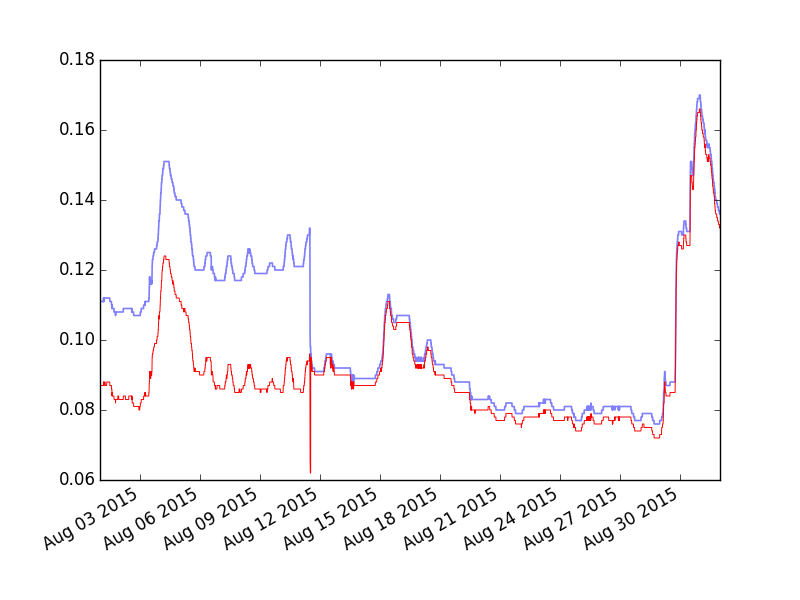 0.18
0.16
0.14
0.12
0.10
0.08
0.06
Aug 03 2015
Aug 06 2015
Aug 09 2015
Aug 12 2015
Aug 15 2015
Aug 18 2015
Aug 21 2015
Aug 24 2015
Aug 27 2015
Aug 30 2015